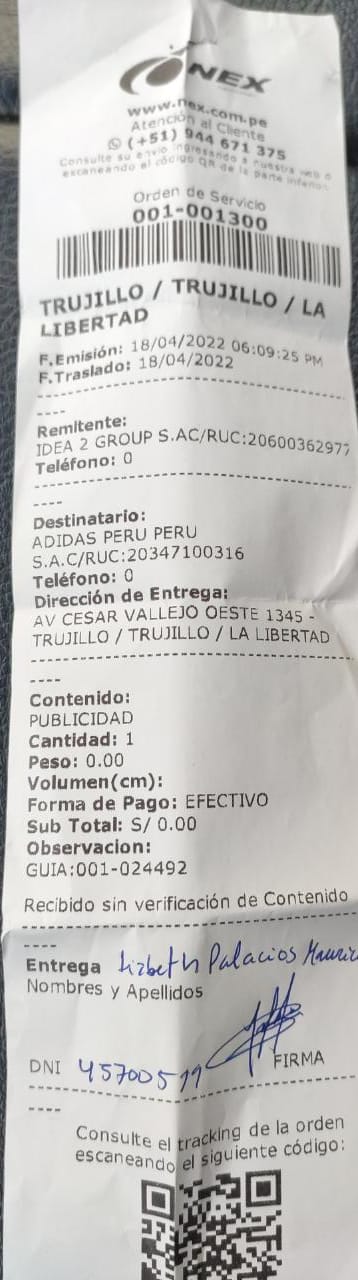 ONEX
www.nex.com.pe
Atención al Cliente
(+51) 944 671 375
Consulte su envío ingresando a nuestra web o
escaneando el código QR de la parte inferior.
Orden de Servicio
001-001300
TRUJILLO / TRUJILLO / LA
LIBERTAD
F.Emisión: 18/04/2022 06:09:25 PM
F.Traslado: 18/04/2022
----
Remitente:
IDEA 2 GROUP S.AC/RUC:20600362977
Teléfono: 0
----
Destinatario:
ADIDAS PERU PERU
S.A.C/RUC:20347100316
Teléfono: 0
Dirección de Entrega:
AV CESAR VALLEJO OESTE 1345 -
TRUJILLO / TRUJILLO / LA LIBERTAD
----
Contenido:
PUBLICIDAD
Cantidad: 1
Peso: 0.00
Volumen(cm):
Forma de Pago: EFECTIVO
Sub Total: S/ 0.00
Observacion:
GUIA:001-024492
Recibido sin verificación de Contenido
----
Entrega Lizbeth Palacios
Nombres y Apellidos
DNI FIRMA
----
Consulte el tracking de la orden
escaneando el siguiente código: